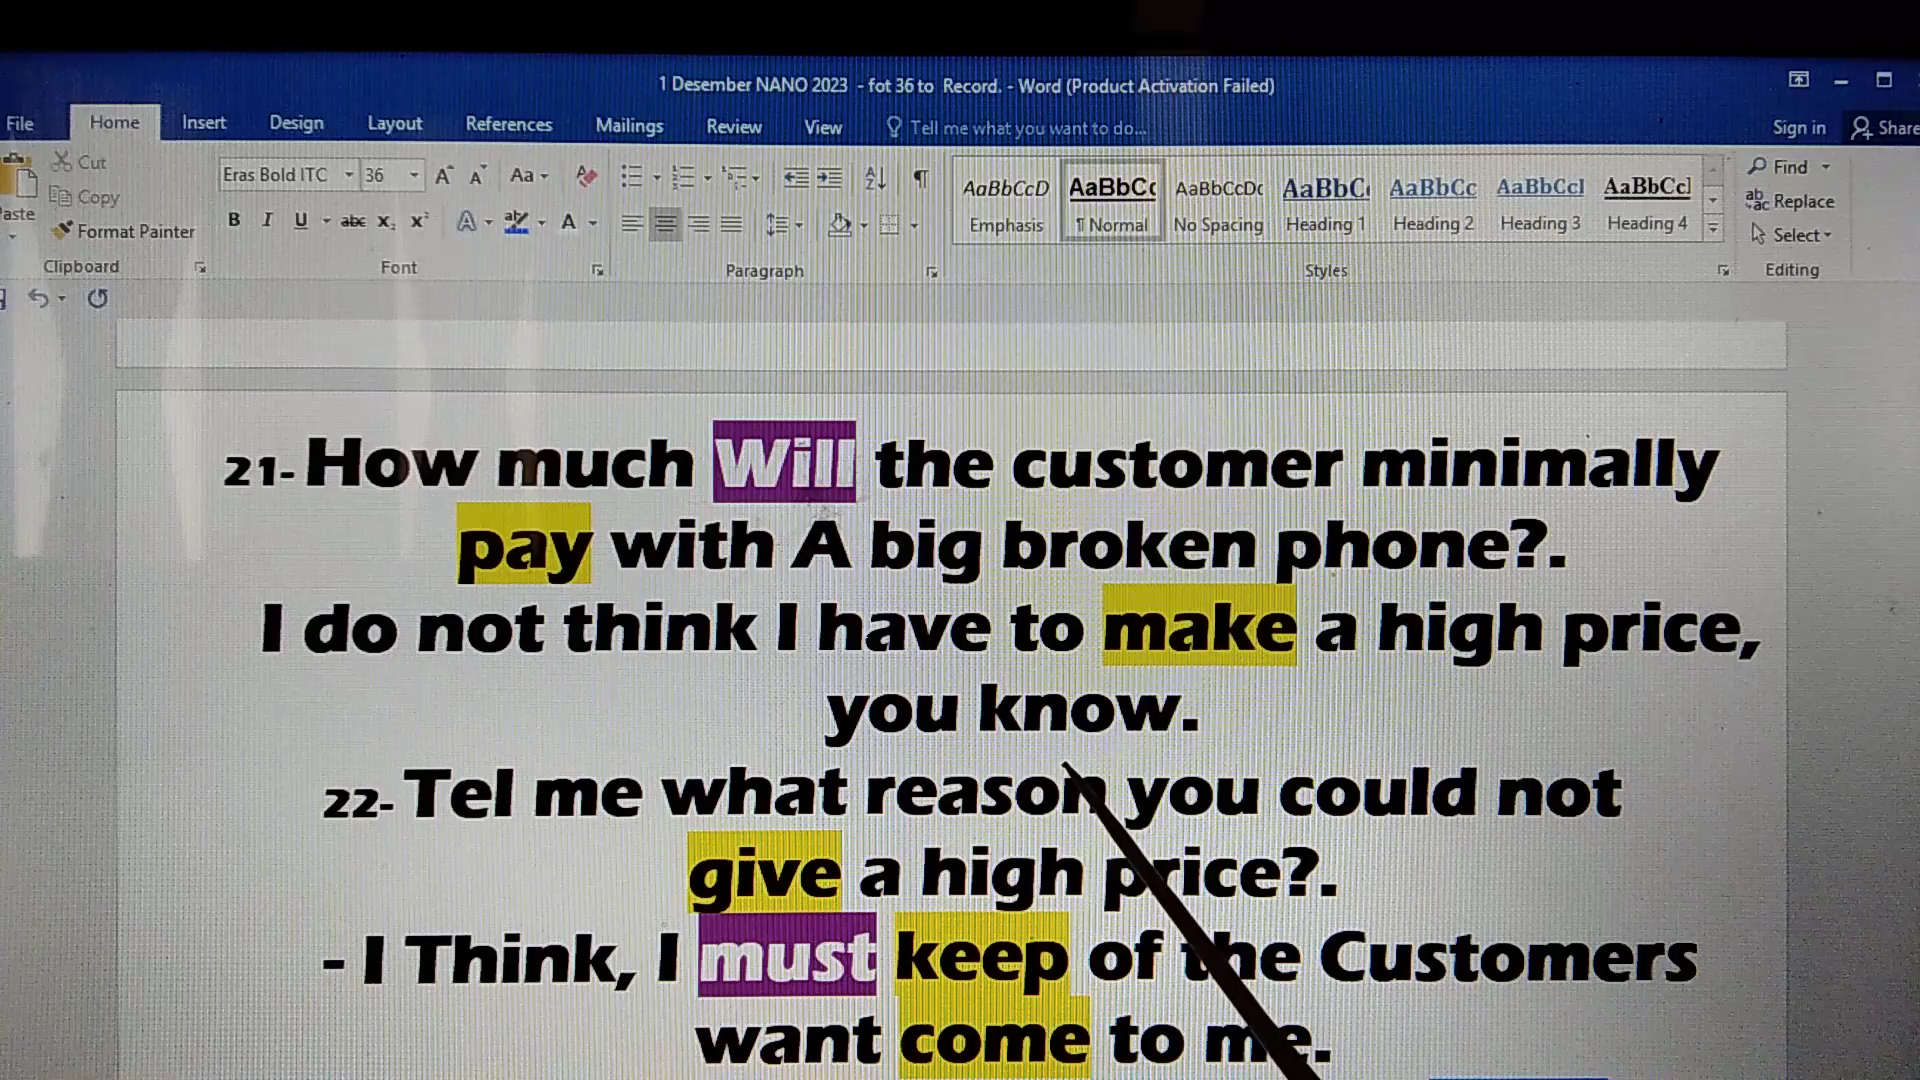 1 Desember NANO 2023 - fot 36 to Record. - Word (Product Activation Failed)
File Home Insert Design Layout References Mailings Review View Tell me what you want to do... Sign in Share
Cut
Copy
Format Painter
Clipboard
Eras Bold ITC 36
Font
Paragraph
AaBbCcD AaBbCc AaBbCcDc AaBbC AaBbCc AaBbCcI AaBbCcI
Emphasis ¶ Normal No Spacing Heading 1 Heading 2 Heading 3 Heading 4
Styles
Find
Replace
Select
Editing
21- How much Will the customer minimally
pay with A big broken phone?.
I do not think I have to make a high price,
you know.
22- Tel me what reason you could not
give a high price?.
- I Think, I must keep of the Customers
want come to me.